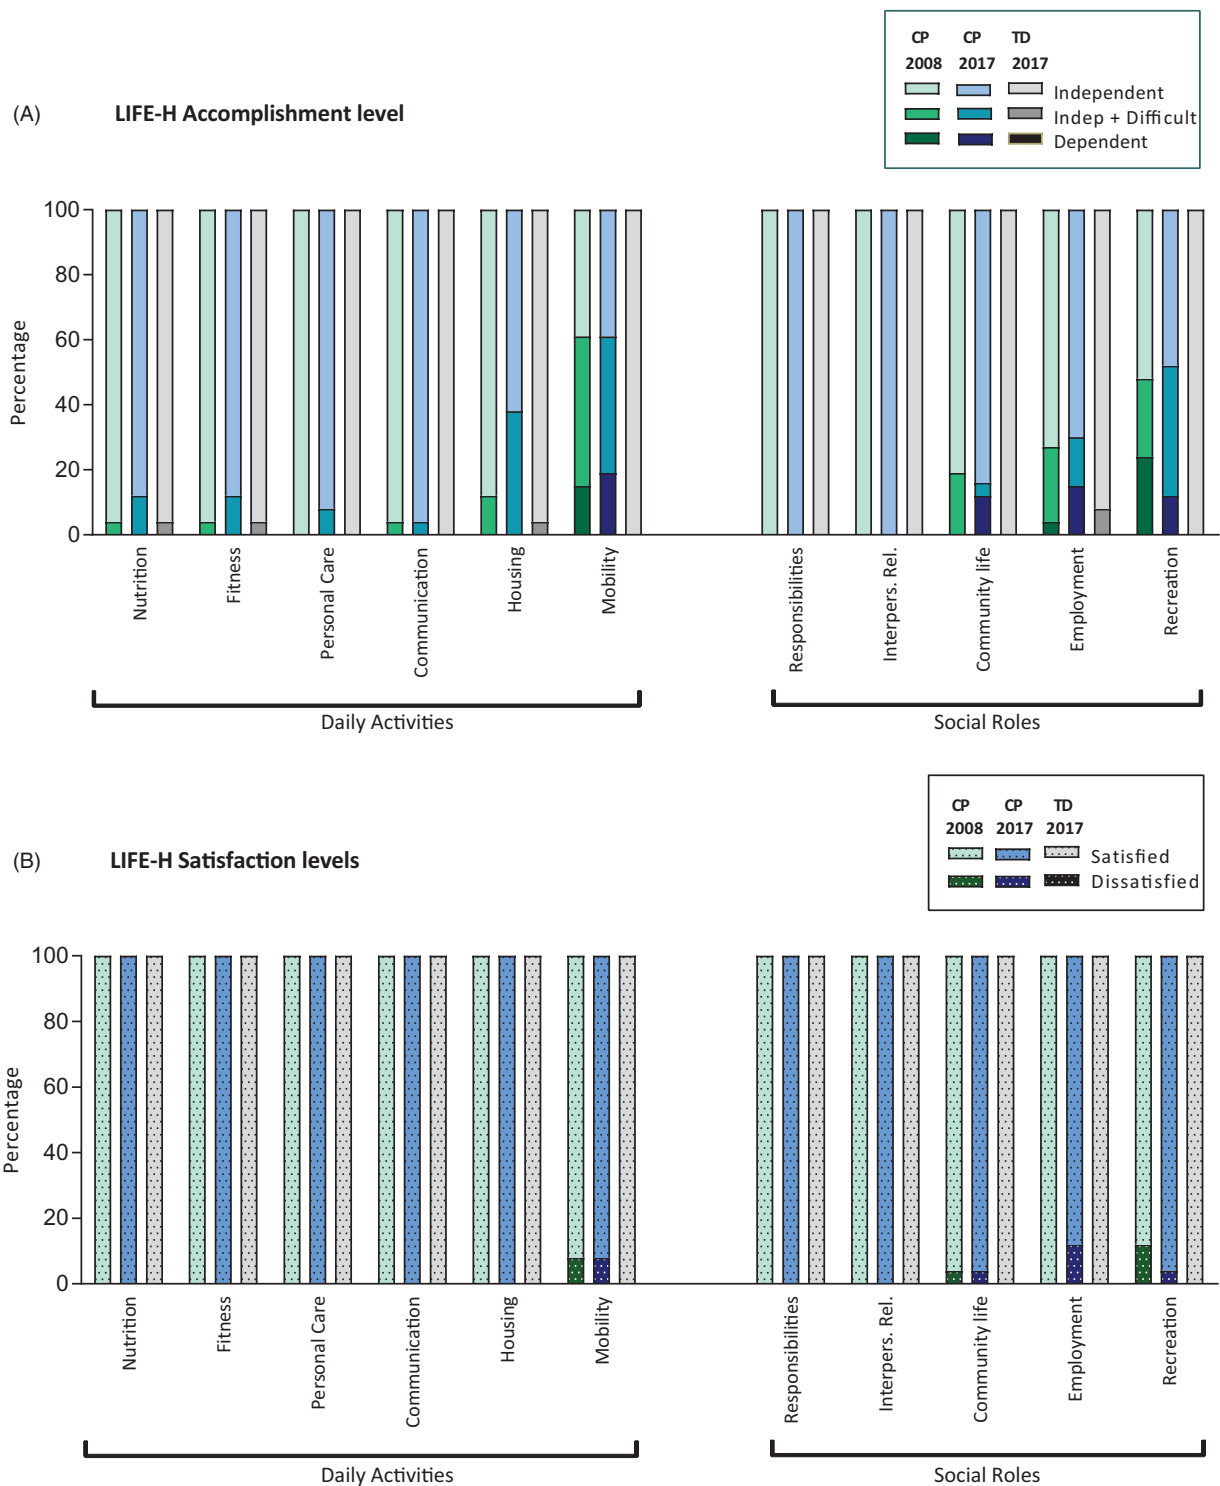 CP CP TD
2008 2017 2017
Independent
Indep + Difficult
Dependent
(A) LIFE-H Accomplishment level
100
80
60
40
20
0
Percentage
Nutrition
Fitness
Personal Care
Communication
Housing
Mobility
Responsibilities
Interpers. Rel.
Community life
Employment
Recreation
Daily Activities
Social Roles
CP CP TD
2008 2017 2017
Satisfied
Dissatisfied
(B) LIFE-H Satisfaction levels
100
80
60
40
20
0
Percentage
Nutrition
Fitness
Personal Care
Communication
Housing
Mobility
Responsibilities
Interpers. Rel.
Community life
Employment
Recreation
Daily Activities
Social Roles